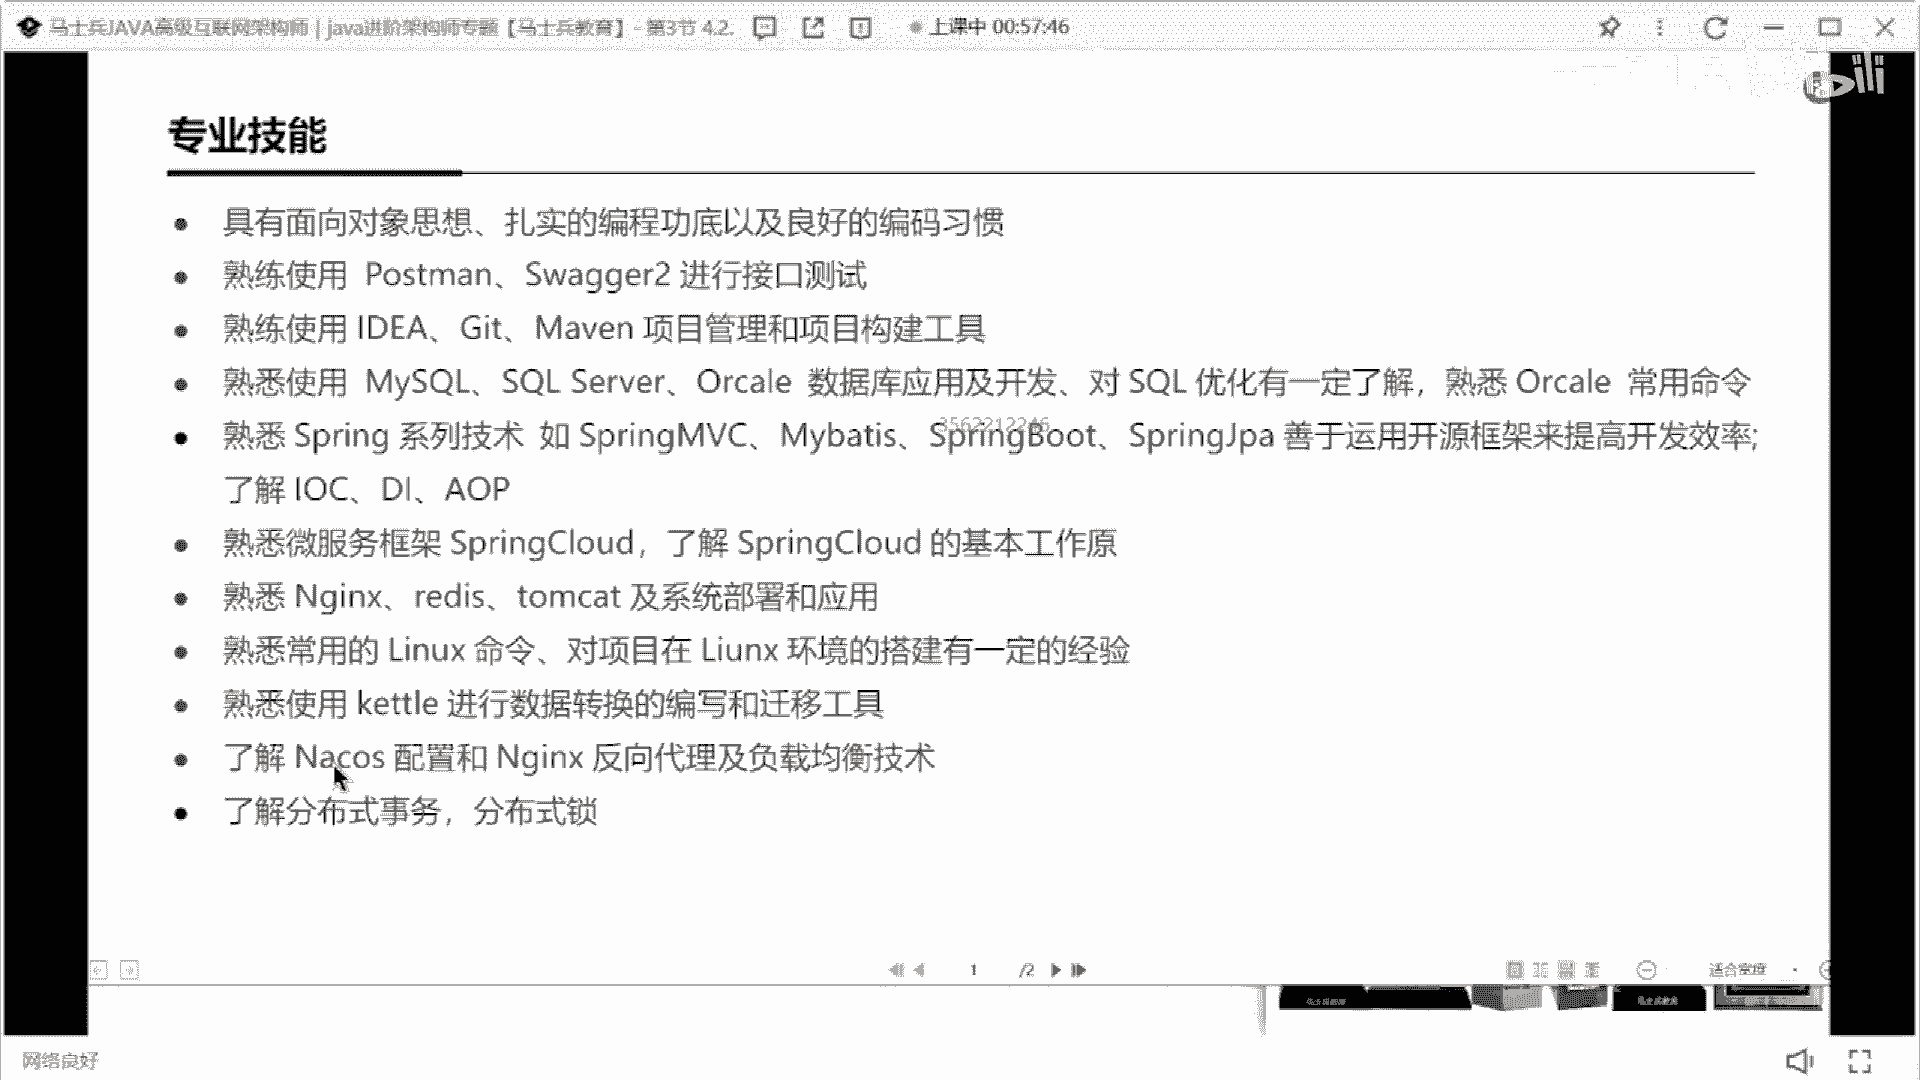 马士兵JAVA高级互联网架构师 | java进阶架构师专题【马士兵教育】 - 第3节 4.2. 上课中 00:57:46
专业技能
● 具有面向对象思想、扎实的编程功底以及良好的编码习惯
● 熟练使用 Postman、Swagger2 进行接口测试
● 熟练使用 IDEA、Git、Maven 项目管理和项目构建工具
● 熟悉使用 MySQL、SQL Server、Orcale 数据库应用及开发、对 SQL 优化有一定了解，熟悉 Orcale 常用命令
3562212246
● 熟悉 Spring 系列技术 如 SpringMVC、Mybatis、SpringBoot、SpringJpa 善于运用开源框架来提高开发效率;
了解 IOC、DI、AOP
● 熟悉微服务框架 SpringCloud，了解 SpringCloud 的基本工作原
● 熟悉 Nginx、redis、tomcat 及系统部署和应用
● 熟悉常用的 Linux 命令、对项目在 Liunx 环境的搭建有一定的经验
● 熟悉使用 kettle 进行数据转换的编写和迁移工具
● 了解 Nacos 配置和 Nginx 反向代理及负载均衡技术
● 了解分布式事务，分布式锁
1 /2 适合宽度
网络良好